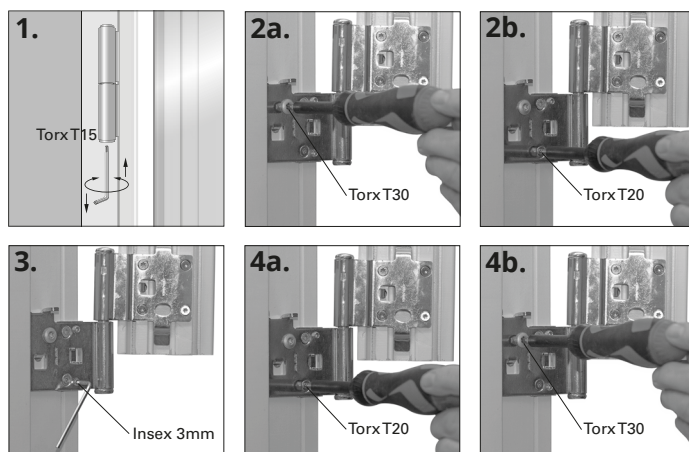 1.
Torx T15
2a.
Torx T30
2b.
Torx T20
3.
Insex 3mm
4a.
Torx T20
4b.
Torx T30